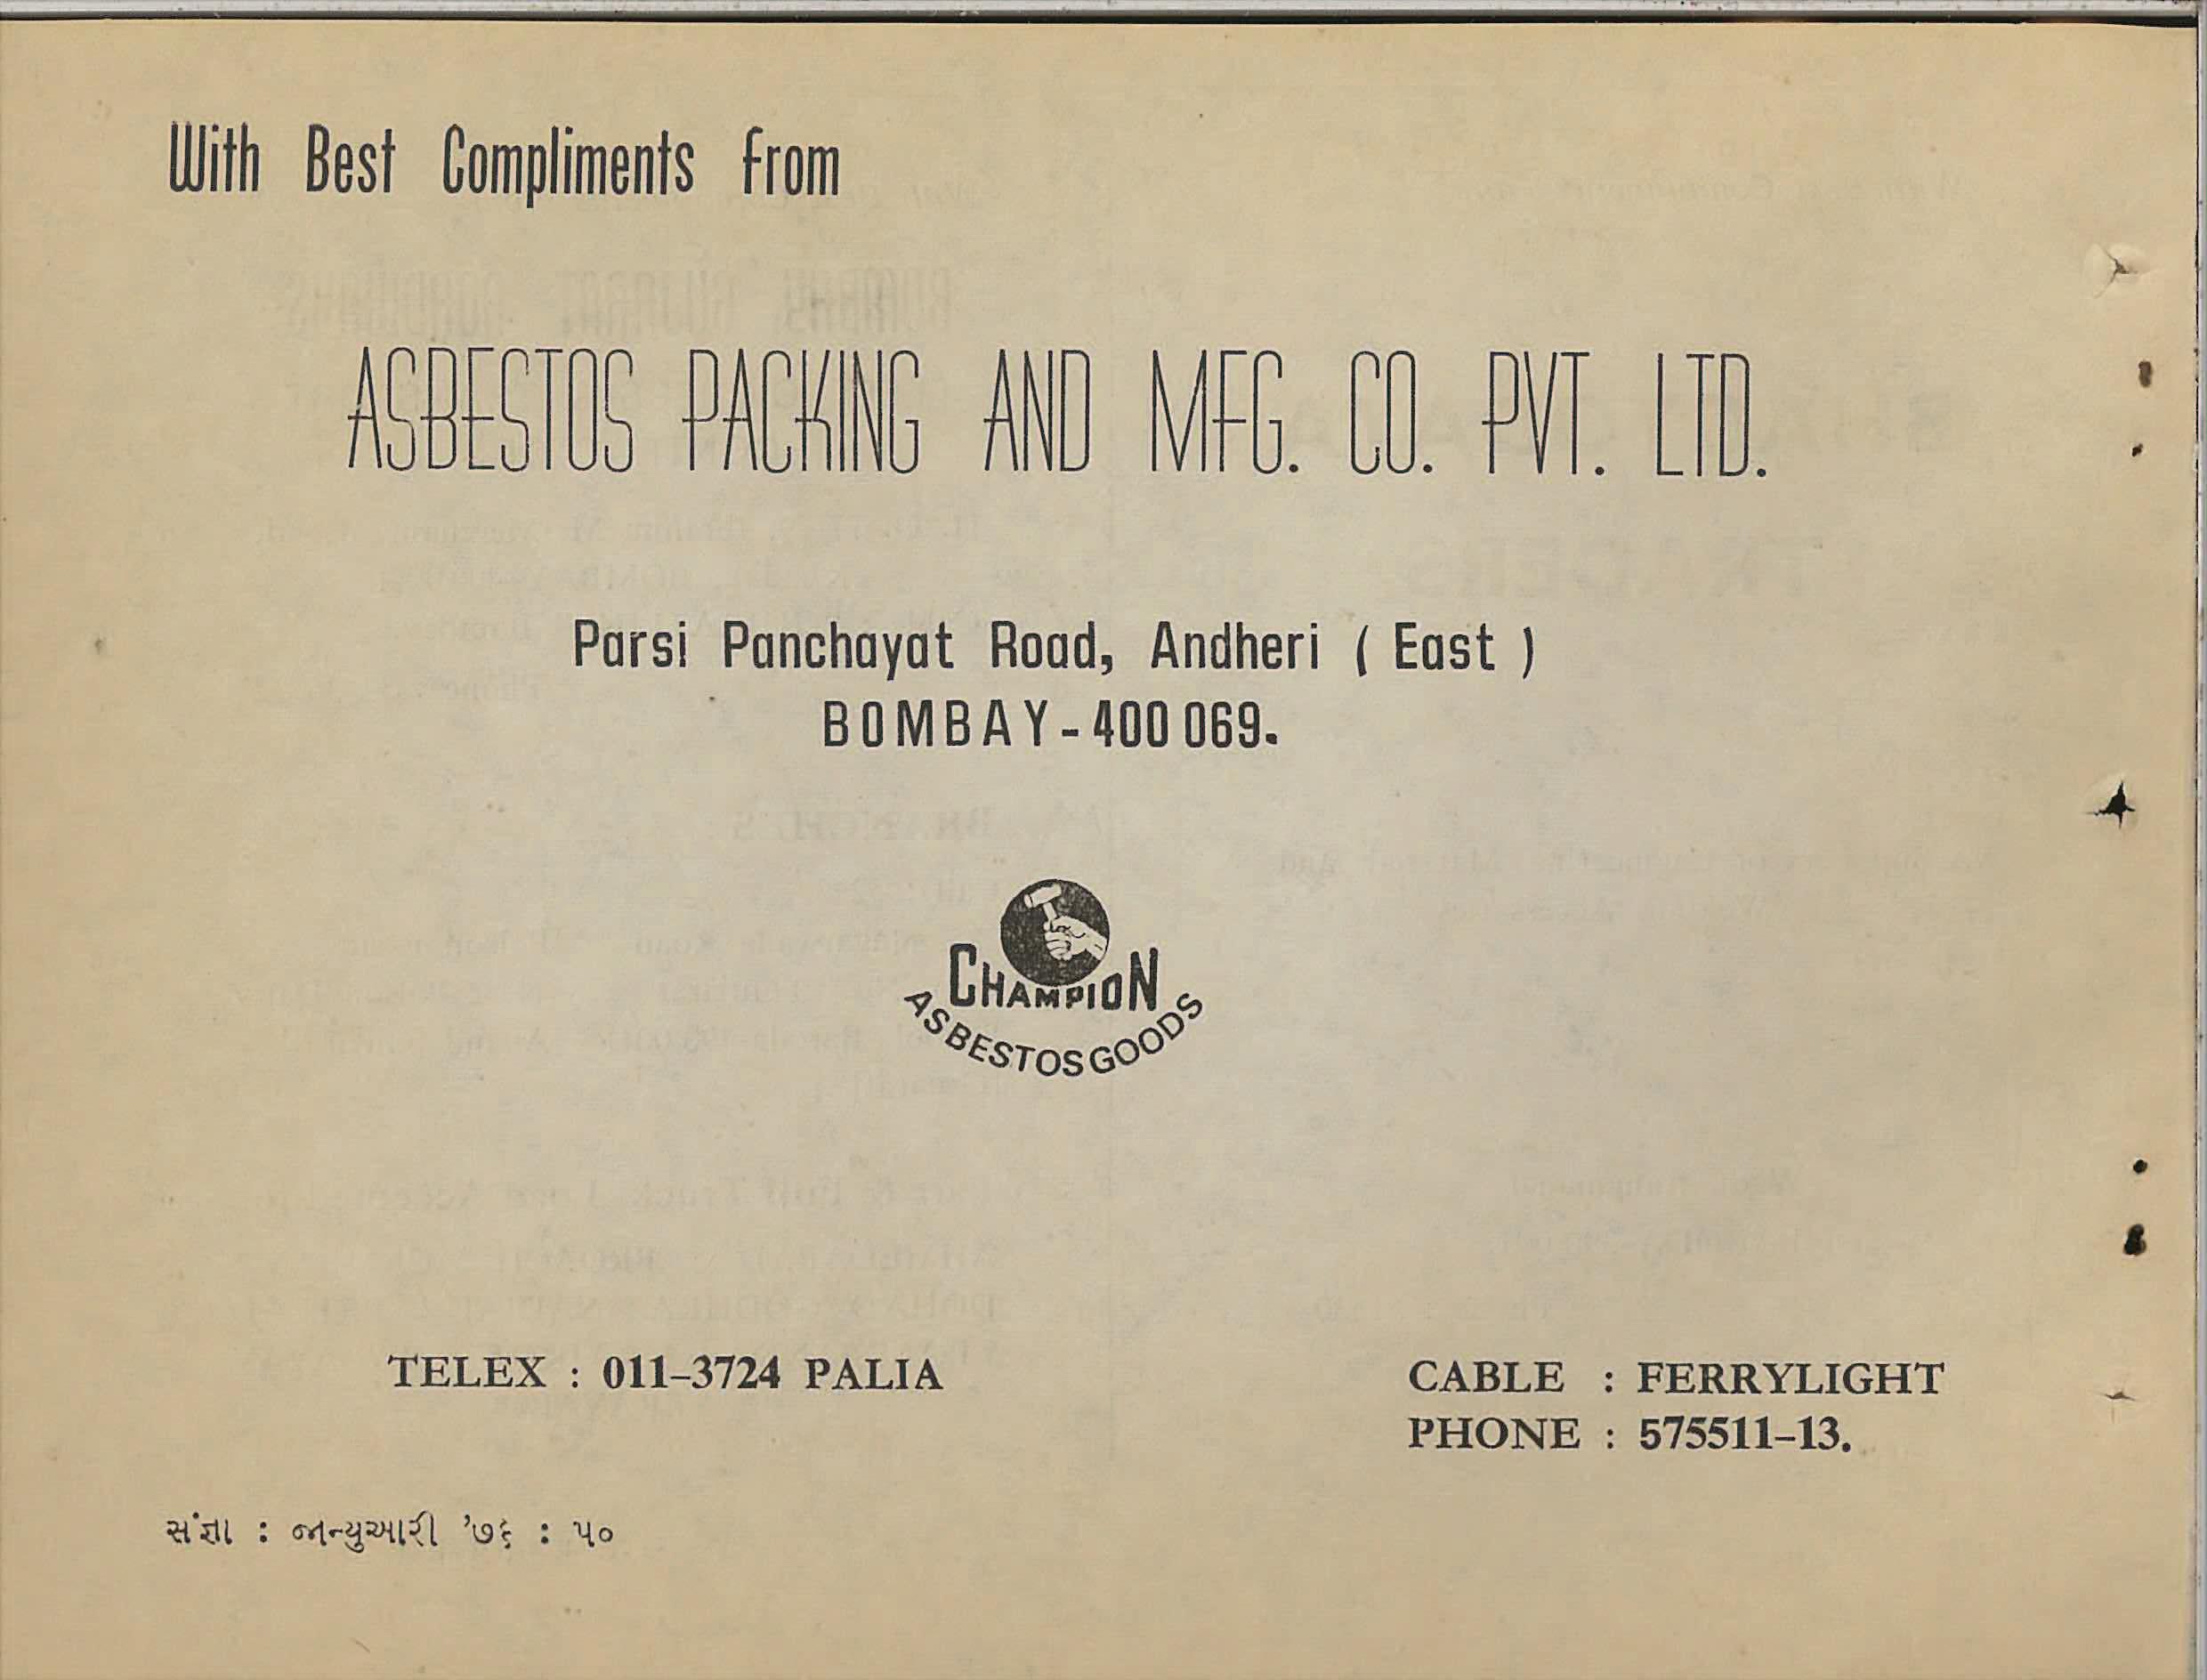 With Best Compliments from
ASBESTOS PACKING AND MFG. CO. PVT. LTD.
Parsi Panchayat Road, Andheri ( East )
BOMBAY-400 069.
CHAMPION
ASBESTOS GOODS
TELEX : 011-3724 PALIA
CABLE : FERRYLIGHT
PHONE : 575511-13.
સંજ્ઞા : જાન્યુઆરી '૭૬ : ૫૦